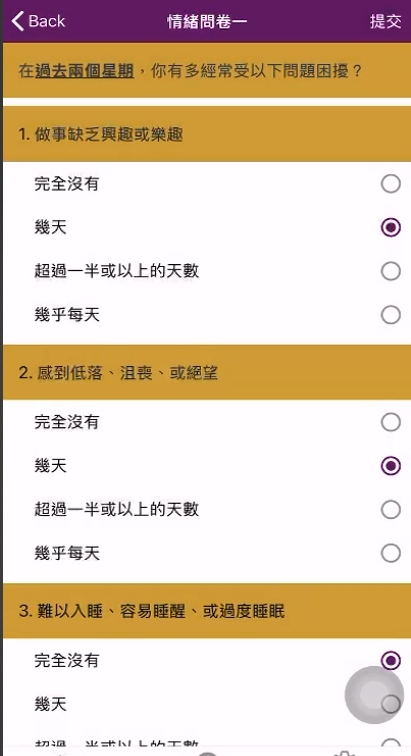 Back
情緒問卷一
提交
在過去兩個星期，你有多經常受以下問題困擾？
1. 做事缺乏興趣或樂趣
完全沒有
幾天
超過一半或以上的天數
幾乎每天
2. 感到低落、沮喪、或絕望
完全沒有
幾天
超過一半或以上的天數
幾乎每天
3. 難以入睡、容易睡醒、或過度睡眠
完全沒有
幾天